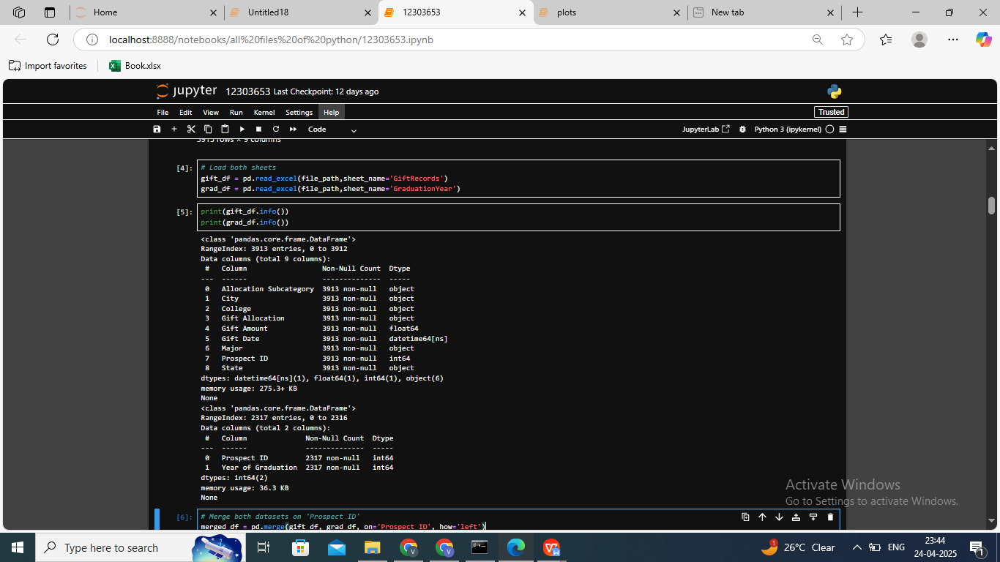 Home
Untitled18
12303653
plots
New tab
localhost:8888/notebooks/all%20files%20of%20python/12303653.ipynb
Import favorites
Book.xlsx
jupyter 12303653 Last Checkpoint: 12 days ago
File Edit View Run Kernel Settings Help
Trusted
Code
JupyterLab
Python 3 (ipykernel)
3913 rows × 9 columns
[4]: # Load both sheets
gift_df = pd.read_excel(file_path,sheet_name='GiftRecords')
grad_df = pd.read_excel(file_path,sheet_name='GraduationYear')
[5]: print(gift_df.info())
print(grad_df.info())
<class 'pandas.core.frame.DataFrame'>
RangeIndex: 3913 entries, 0 to 3912
Data columns (total 9 columns):
 #   Column                  Non-Null Count  Dtype
---  ------                  --------------  -----
 0   Allocation Subcategory  3913 non-null   object
 1   City                    3913 non-null   object
 2   College                 3913 non-null   object
 3   Gift Allocation         3913 non-null   object
 4   Gift Amount             3913 non-null   float64
 5   Gift Date               3913 non-null   datetime64[ns]
 6   Major                   3913 non-null   object
 7   Prospect ID             3913 non-null   int64
 8   State                   3913 non-null   object
dtypes: datetime64[ns](1), float64(1), int64(1), object(6)
memory usage: 275.3+ KB
None
<class 'pandas.core.frame.DataFrame'>
RangeIndex: 2317 entries, 0 to 2316
Data columns (total 2 columns):
 #   Column              Non-Null Count  Dtype
---  ------              --------------  -----
 0   Prospect ID         2317 non-null   int64
 1   Year of Graduation  2317 non-null   int64
dtypes: int64(2)
memory usage: 36.3 KB
None
[6]: # Merge both datasets on 'Prospect ID'
merged_df = pd.merge(gift_df, grad_df, on='Prospect ID', how='left')
Activate Windows
Go to Settings to activate Windows.
Type here to search
1
26°C Clear
ENG
23:44
24-04-2025
1